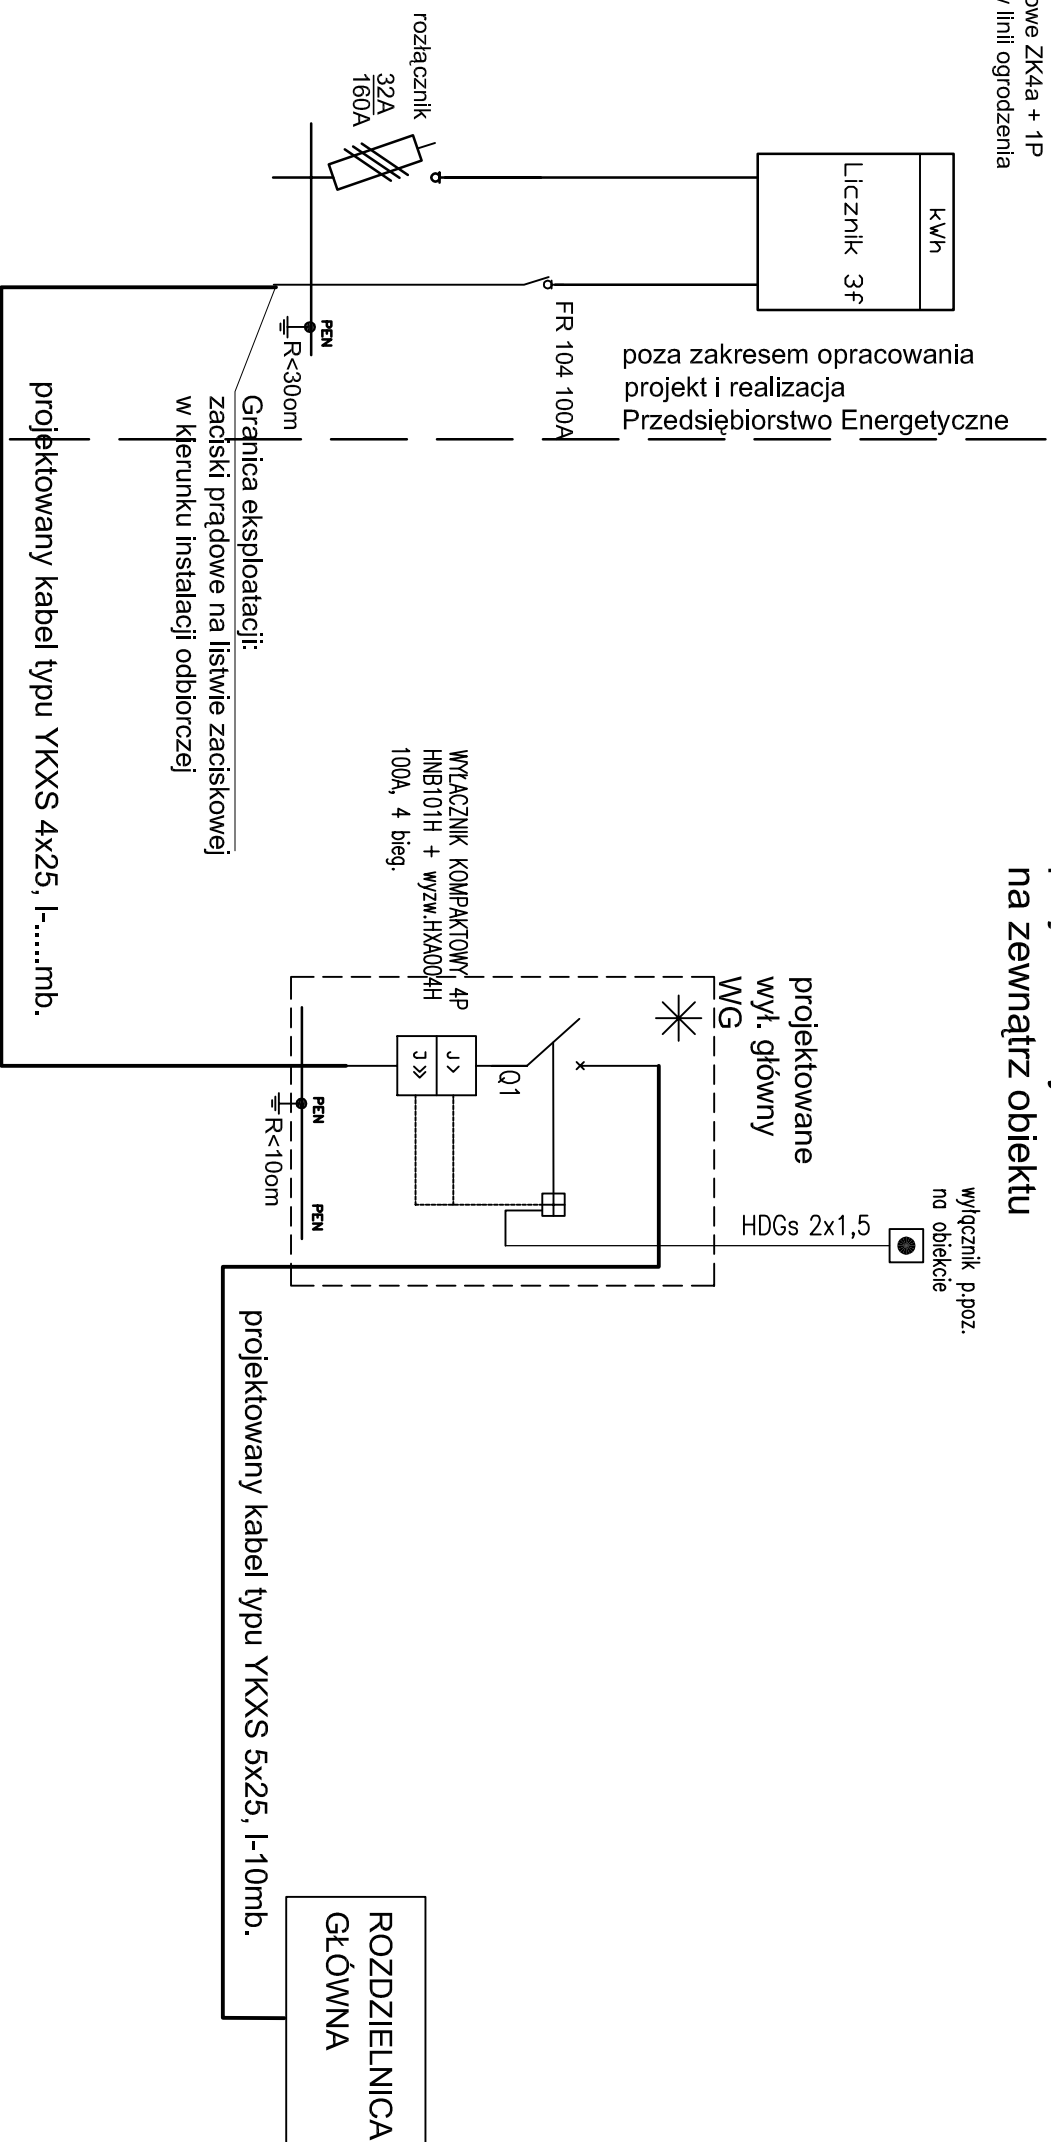 owe ZK4a + 1P
linii ogrodzenia
na zewnątrz obiektu
rozłącznik
32A
160A
kWh
Licznik 3f
FR 104 100A
poza zakresem opracowania
projekt i realizacja
Przedsiębiorstwo Energetyczne
PEN
R<30om
Granica eksploatacji:
zaciski prądowe na listwie zaciskowej
w kierunku instalacji odbiorczej
projektowany kabel typu YKXS 4x25, l-.....mb.
WYŁACZNIK KOMPAKTOWY 4P
HNB101H + wyzw.HXA004H
100A, 4 bieg.
projektowane
wył. główny
WG
Q1
J >
J >>
PEN
R<10om
PEN
HDGs 2x1,5
wyłącznik p.poz.
na obiekcie
projektowany kabel typu YKXS 5x25, l-10mb.
ROZDZIELNICA
GŁÓWNA